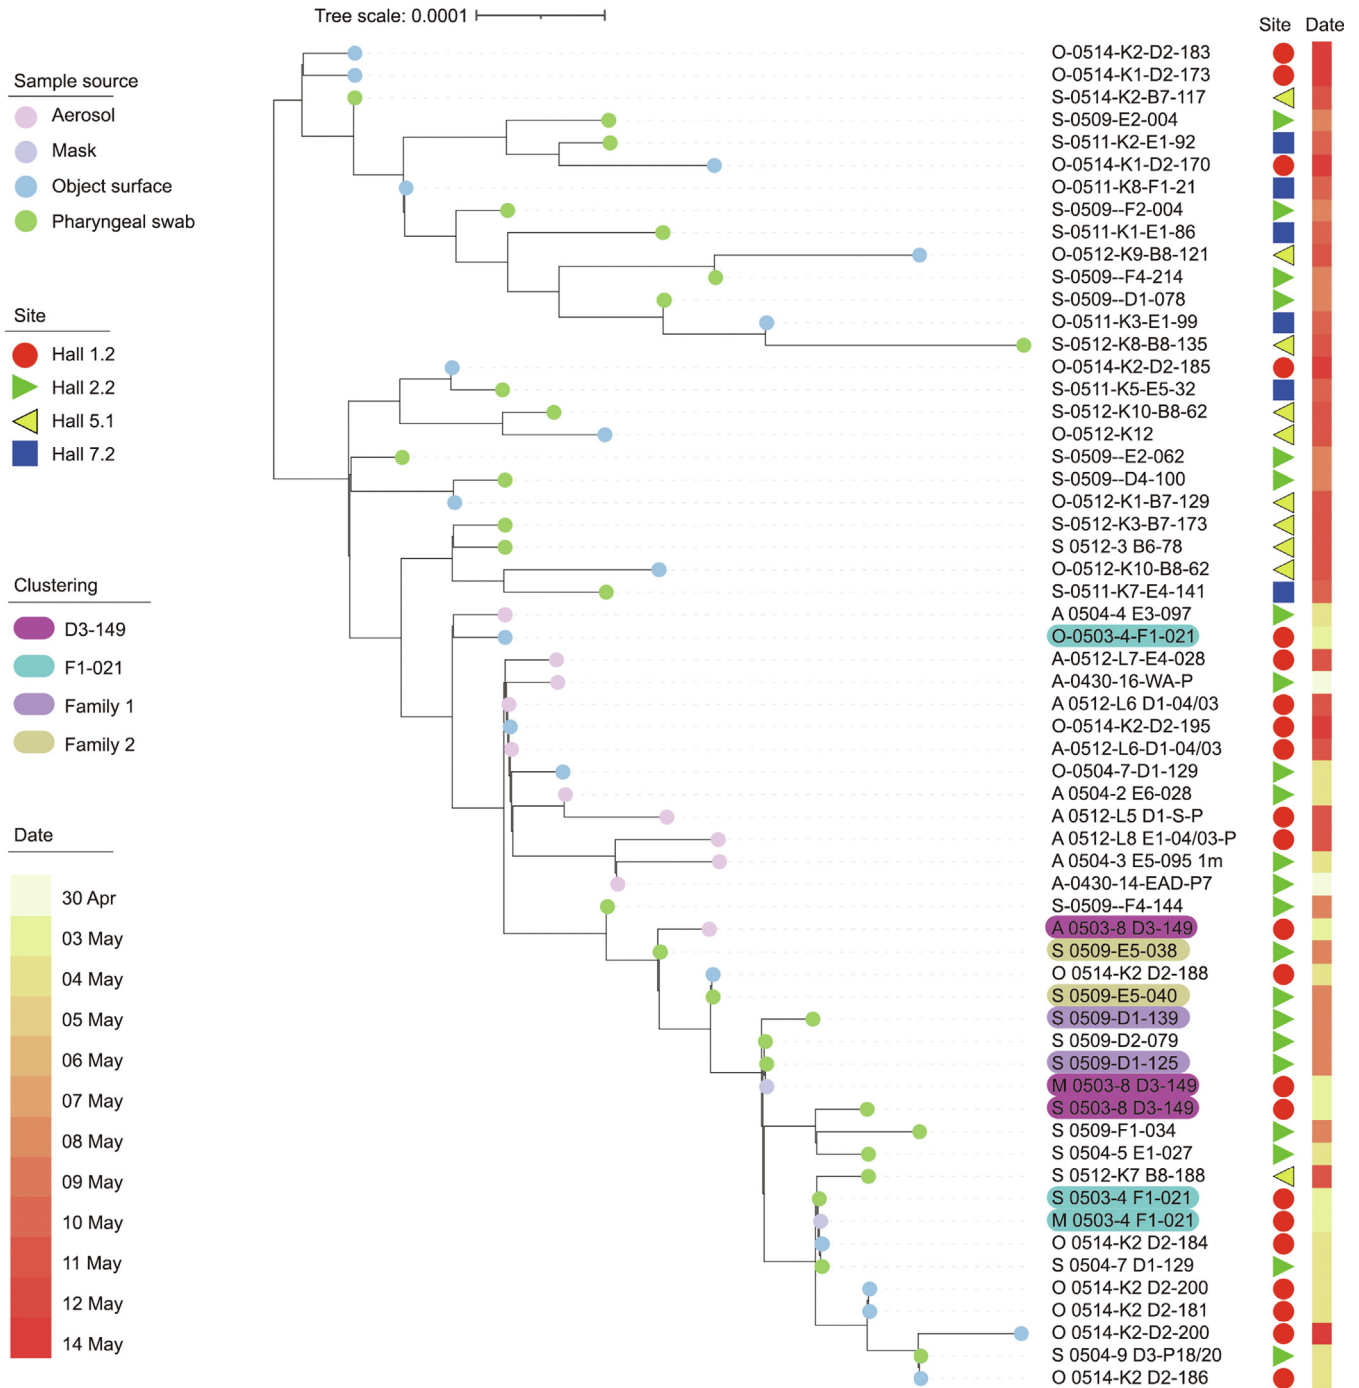 Tree scale: 0.0001
Site Date
Sample source
Aerosol
Mask
Object surface
Pharyngeal swab
Site
Hall 1.2
Hall 2.2
Hall 5.1
Hall 7.2
Clustering
D3-149
F1-021
Family 1
Family 2
Date
30 Apr
03 May
04 May
05 May
06 May
07 May
08 May
09 May
10 May
11 May
12 May
14 May
O-0514-K2-D2-183
O-0514-K1-D2-173
S-0514-K2-B7-117
S-0509-E2-004
S-0511-K2-E1-92
O-0514-K1-D2-170
O-0511-K8-F1-21
S-0509--F2-004
S-0511-K1-E1-86
O-0512-K9-B8-121
S-0509--F4-214
S-0509--D1-078
O-0511-K3-E1-99
S-0512-K8-B8-135
O-0514-K2-D2-185
S-0511-K5-E5-32
S-0512-K10-B8-62
O-0512-K12
S-0509--E2-062
S-0509--D4-100
O-0512-K1-B7-129
S-0512-K3-B7-173
S 0512-3 B6-78
O-0512-K10-B8-62
S-0511-K7-E4-141
A 0504-4 E3-097
O-0503-4-F1-021
A-0512-L7-E4-028
A-0430-16-WA-P
A 0512-L6 D1-04/03
O-0514-K2-D2-195
A-0512-L6-D1-04/03
O-0504-7-D1-129
A 0504-2 E6-028
A 0512-L5 D1-S-P
A 0512-L8 E1-04/03-P
A 0504-3 E5-095 1m
A-0430-14-EAD-P7
S-0509--F4-144
A 0503-8 D3-149
S 0509-E5-038
O 0514-K2 D2-188
S 0509-E5-040
S 0509-D1-139
S 0509-D2-079
S 0509-D1-125
M 0503-8 D3-149
S 0503-8 D3-149
S 0509-F1-034
S 0504-5 E1-027
S 0512-K7 B8-188
S 0503-4 F1-021
M 0503-4 F1-021
O 0514-K2 D2-184
S 0504-7 D1-129
O 0514-K2 D2-200
O 0514-K2 D2-181
O 0514-K2-D2-200
S 0504-9 D3-P18/20
O 0514-K2 D2-186